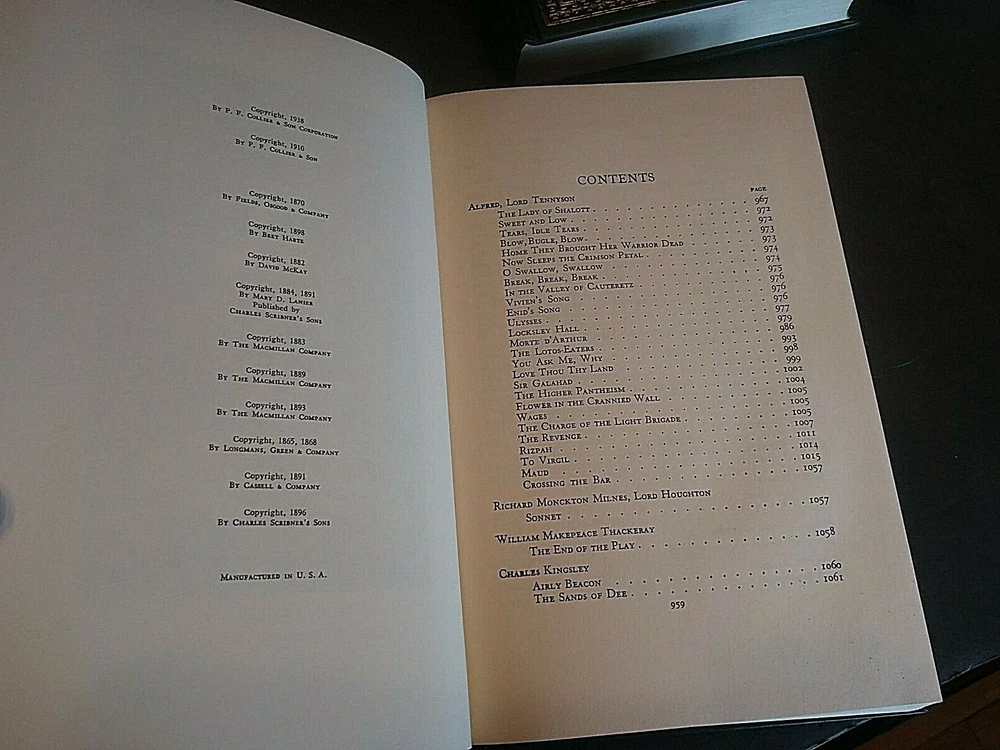 Copyright, 1938
By P. F. Collier & Son Corporation
Copyright, 1910
By P. F. Collier & Son
Copyright, 1870
By Fields, Osgood & Company
Copyright, 1898
By Bret Harte
Copyright, 1882
By David McKay
Copyright, 1884, 1891
By Mary D. Lanier
Published by
Charles Scribner's Sons
Copyright, 1883
By The Macmillan Company
Copyright, 1889
By The Macmillan Company
Copyright, 1893
By The Macmillan Company
Copyright, 1865, 1868
By Longmans, Green & Company
Copyright, 1891
By Cassell & Company
Copyright, 1896
By Charles Scribner's Sons
Manufactured in U. S. A.
CONTENTS
PAGE
Alfred, Lord Tennyson
The Lady of Shalott 967
Sweet and Low 972
Tears, Idle Tears 972
Blow, Bugle, Blow 973
Home They Brought Her Warrior Dead 973
Now Sleeps the Crimson Petal 974
O Swallow, Swallow 974
Break, Break, Break 975
In the Valley of Cauteretz 976
Vivien's Song 976
Enid's Song 976
Ulysses 977
Locksley Hall 979
Morte d'Arthur 986
The Lotos-Eaters 993
You Ask Me, Why 998
Love Thou Thy Land 999
Sir Galahad 1002
The Higher Pantheism 1004
Flower in the Crannied Wall 1005
Wages 1005
The Charge of the Light Brigade 1005
The Revenge 1007
Rizpah 1011
To Virgil 1014
Maud 1015
Crossing the Bar 1057
Richard Monckton Milnes, Lord Houghton
Sonnet 1057
William Makepeace Thackeray
The End of the Play 1058
Charles Kingsley
Airly Beacon 1060
The Sands of Dee 1061
959